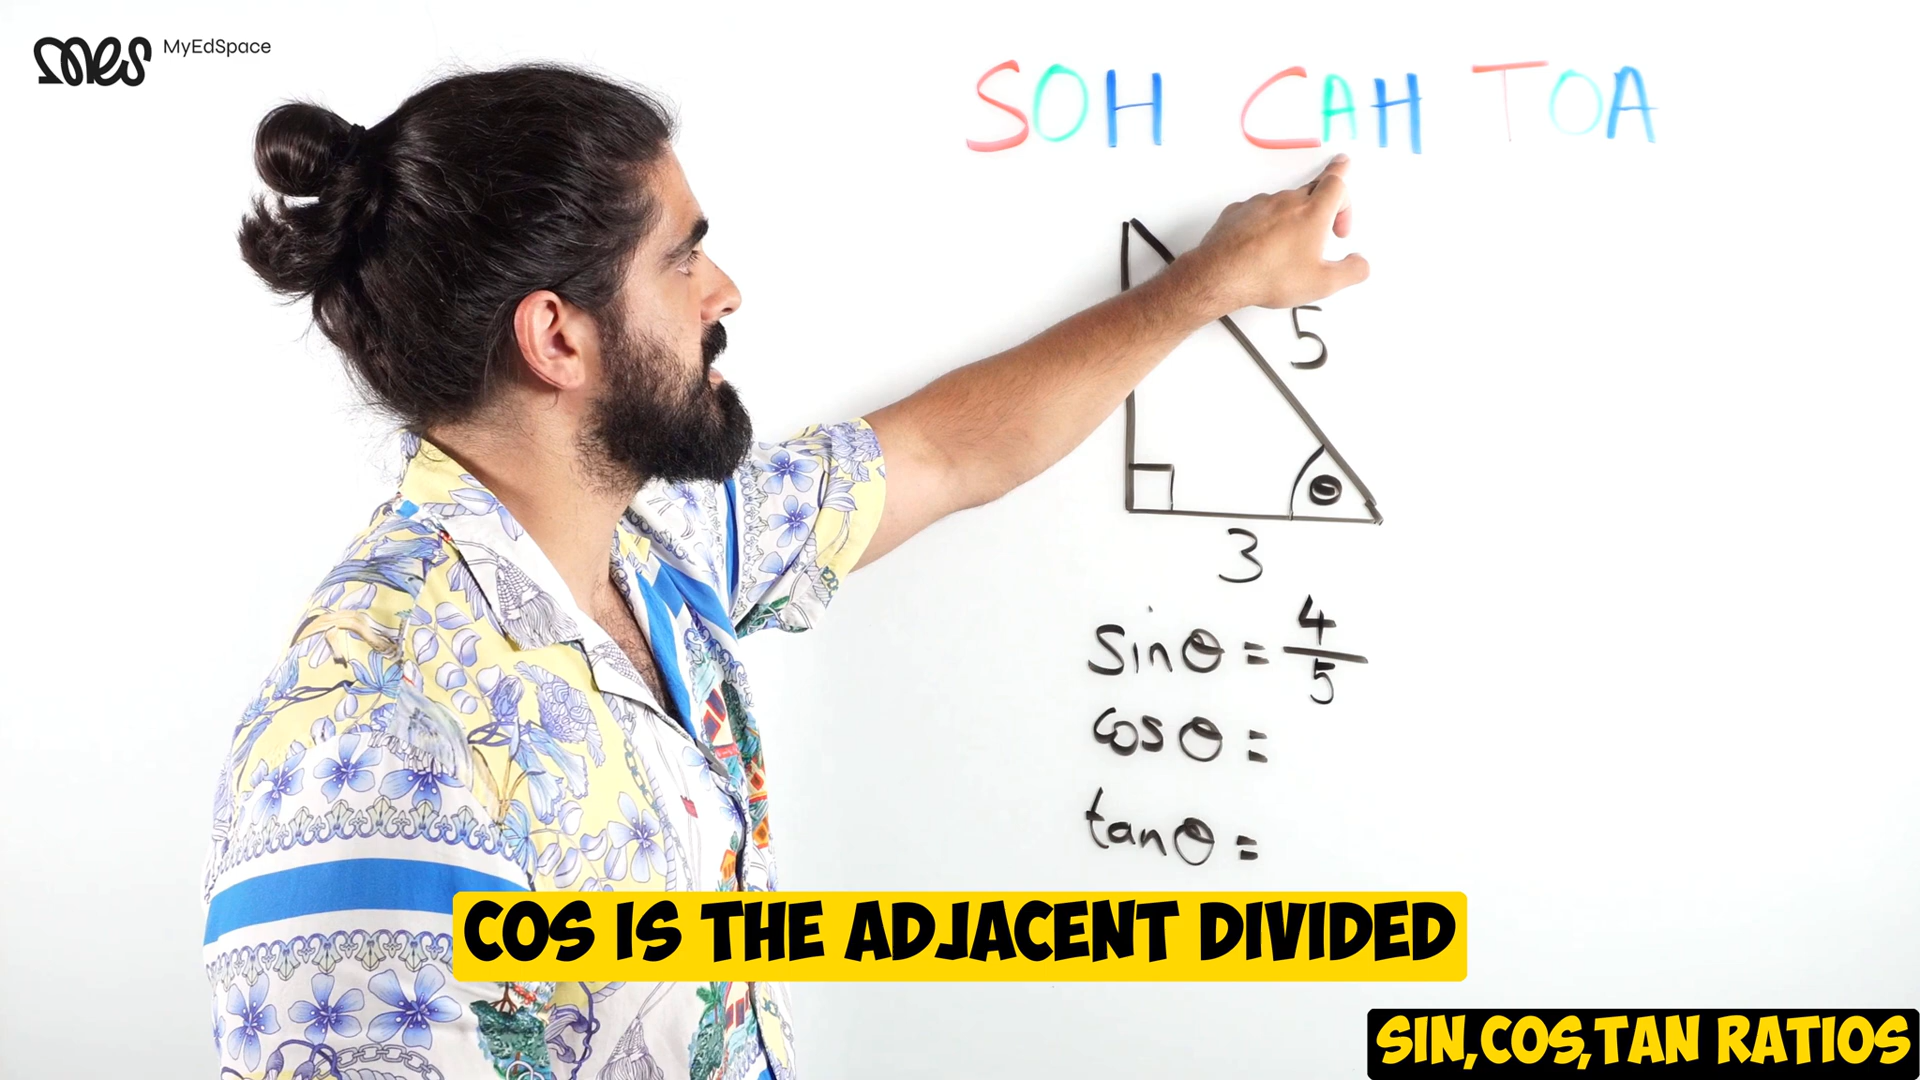 mes MyEdSpace
SOH CAH TOA
5
θ
3
sinθ = 4/5
cosθ =
tanθ =
COS IS THE ADJACENT DIVIDED
SIN,COS,TAN RATIOS